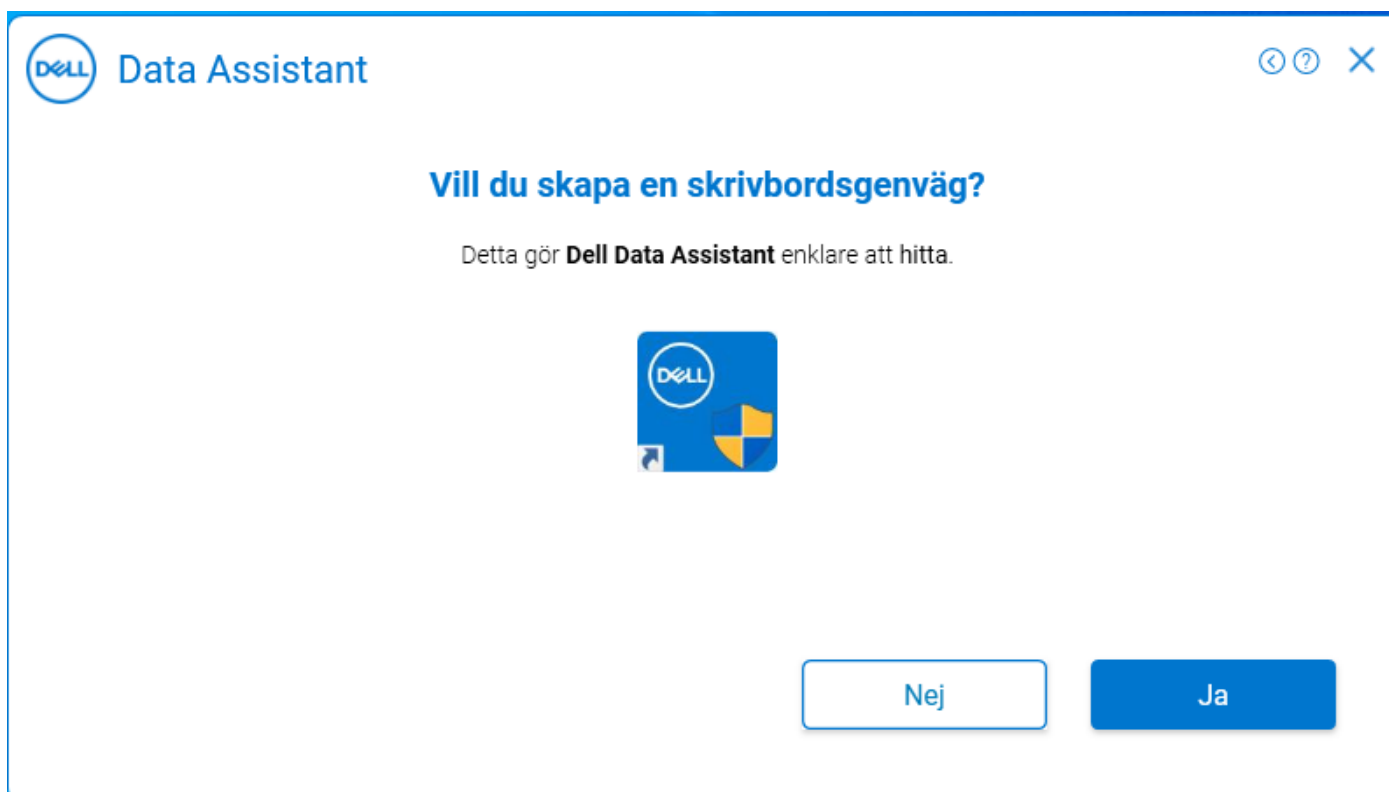 DELL Data Assistant
Vill du skapa en skrivbordsgenväg?
Detta gör Dell Data Assistant enklare att hitta.
DELL
Nej Ja